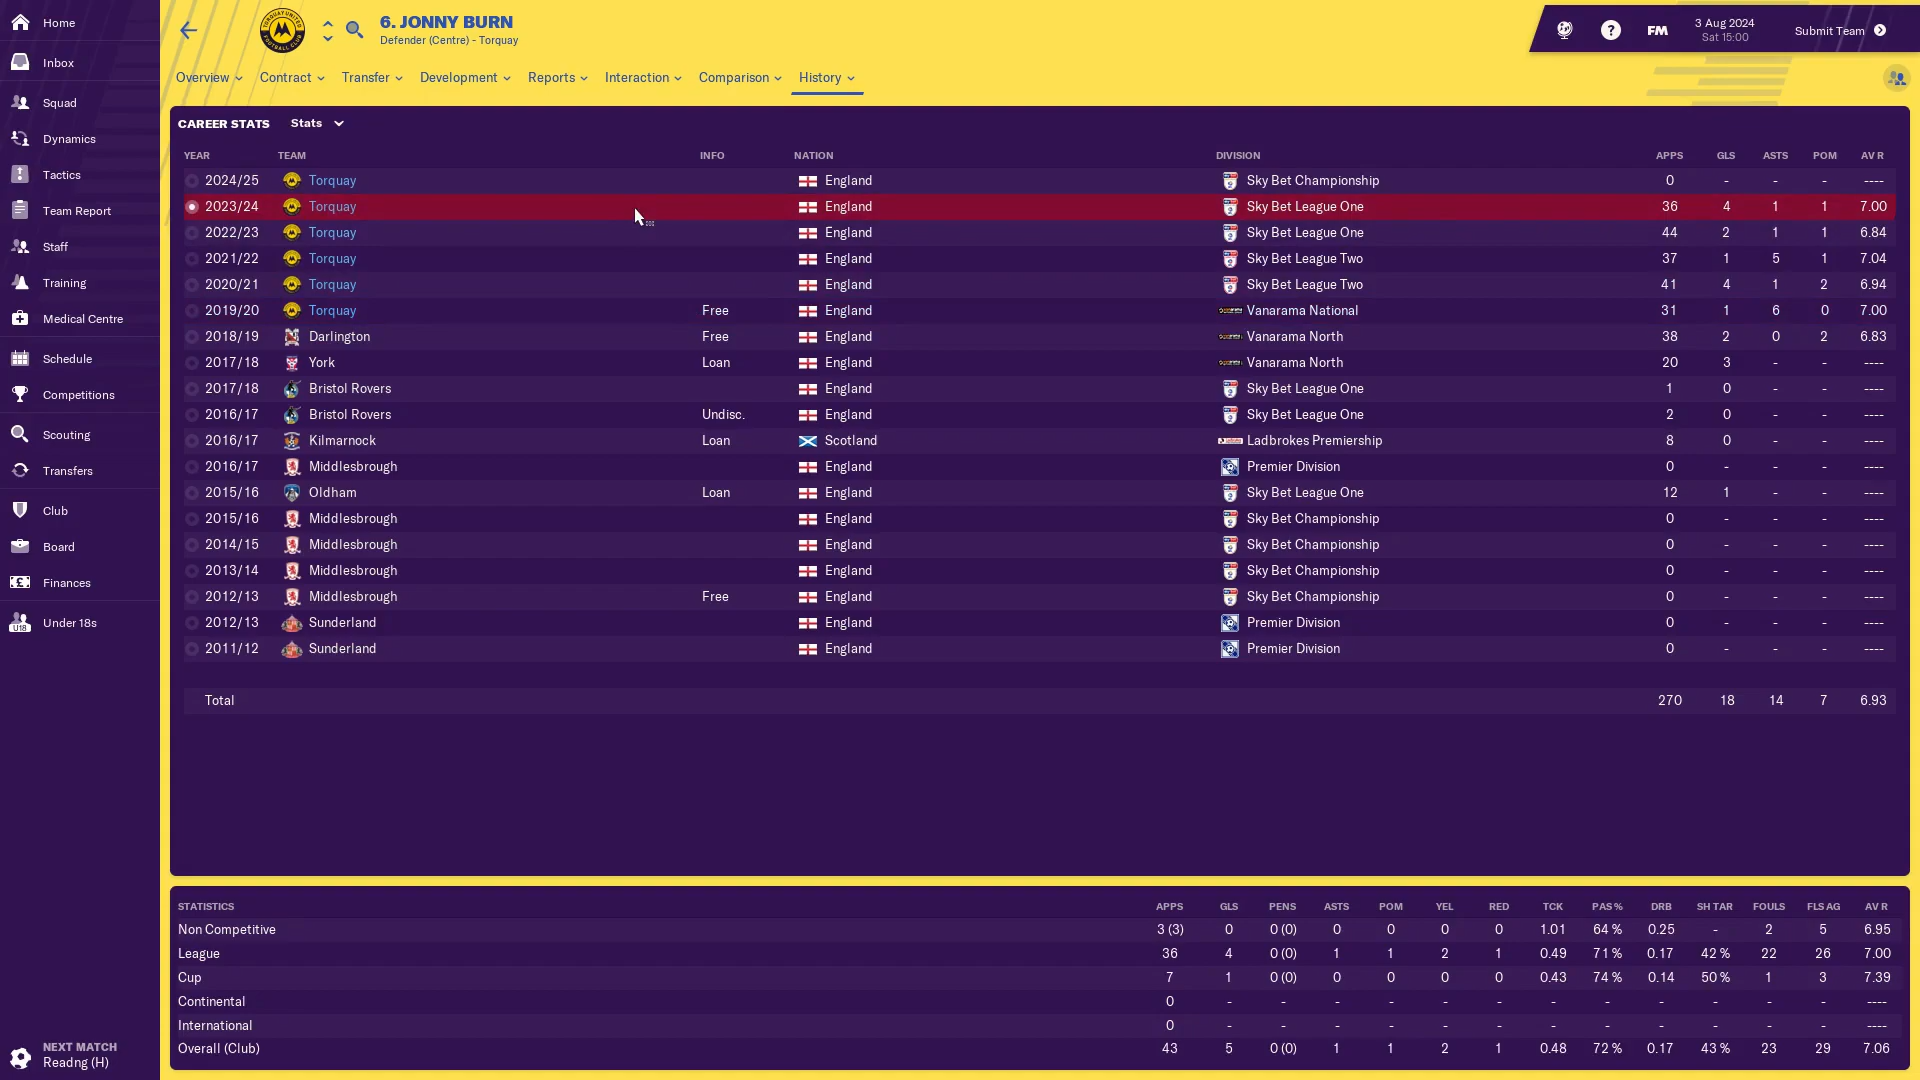 Home
Inbox
Squad
Dynamics
Tactics
Team Report
Staff
Training
Medical Centre
Schedule
Competitions
Scouting
Transfers
Club
Board
Finances
U18 Under 18s
NEXT MATCH
Readng (H)
6. JONNY BURN
Defender (Centre) - Torquay
? FM 3 Aug 2024 Submit Team
Sat 15:00
Overview Contract Transfer Development Reports Interaction Comparison History
CAREER STATS Stats
YEAR TEAM INFO NATION DIVISION APPS GLS ASTS POM AV R
2024/25 Torquay England Sky Bet Championship 0 - - - ----
2023/24 Torquay England Sky Bet League One 36 4 1 1 7.00
2022/23 Torquay England Sky Bet League One 44 2 1 1 6.84
2021/22 Torquay England Sky Bet League Two 37 1 5 1 7.04
2020/21 Torquay England Sky Bet League Two 41 4 1 2 6.94
2019/20 Torquay Free England Vanarama National 31 1 6 0 7.00
2018/19 Darlington Free England Vanarama North 38 2 0 2 6.83
2017/18 York Loan England Vanarama North 20 3 - - ----
2017/18 Bristol Rovers England Sky Bet League One 1 0 - - ----
2016/17 Bristol Rovers Undisc. England Sky Bet League One 2 0 - - ----
2016/17 Kilmarnock Loan Scotland Ladbrokes Premiership 8 0 - - ----
2016/17 Middlesbrough England Premier Division 0 - - - ----
2015/16 Oldham Loan England Sky Bet League One 12 1 - - ----
2015/16 Middlesbrough England Sky Bet Championship 0 - - - ----
2014/15 Middlesbrough England Sky Bet Championship 0 - - - ----
2013/14 Middlesbrough England Sky Bet Championship 0 - - - ----
2012/13 Middlesbrough Free England Sky Bet Championship 0 - - - ----
2012/13 Sunderland England Premier Division 0 - - - ----
2011/12 Sunderland England Premier Division 0 - - - ----
Total 270 18 14 7 6.93
STATISTICS APPS GLS PENS ASTS POM YEL RED TCK PAS % DRB SH TAR FOULS FLS AG AV R
Non Competitive 3 (3) 0 0 (0) 0 0 0 0 1.01 64 % 0.25 - 2 5 6.95
League 36 4 0 (0) 1 1 2 1 0.49 71 % 0.17 42 % 22 26 7.00
Cup 7 1 0 (0) 0 0 0 0 0.43 74 % 0.14 50 % 1 3 7.39
Continental 0 - - - - - - - - - - - - ----
International 0 - - - - - - - - - - - - ----
Overall (Club) 43 5 0 (0) 1 1 2 1 0.48 72 % 0.17 43 % 23 29 7.06